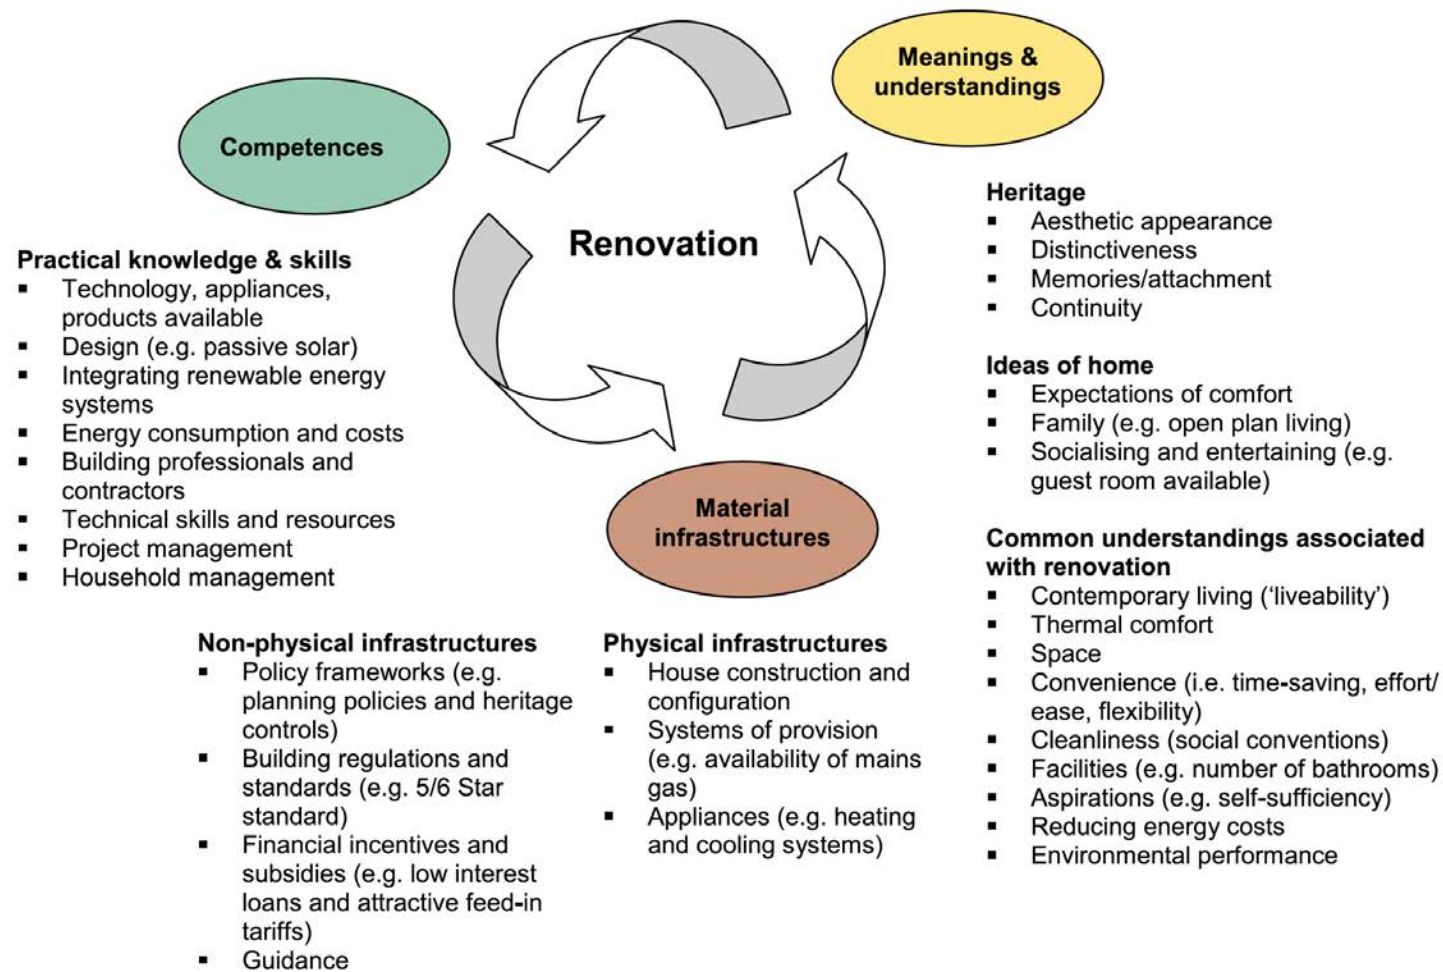 Meanings &
understandings
Competences
Renovation
Material
infrastructures
Practical knowledge & skills
▪ Technology, appliances,
products available
▪ Design (e.g. passive solar)
▪ Integrating renewable energy
systems
▪ Energy consumption and costs
▪ Building professionals and
contractors
▪ Technical skills and resources
▪ Project management
▪ Household management
Non-physical infrastructures
▪ Policy frameworks (e.g.
planning policies and heritage
controls)
▪ Building regulations and
standards (e.g. 5/6 Star
standard)
▪ Financial incentives and
subsidies (e.g. low interest
loans and attractive feed-in
tariffs)
▪ Guidance
Physical infrastructures
▪ House construction and
configuration
▪ Systems of provision
(e.g. availability of mains
gas)
▪ Appliances (e.g. heating
and cooling systems)
Heritage
▪ Aesthetic appearance
▪ Distinctiveness
▪ Memories/attachment
▪ Continuity
Ideas of home
▪ Expectations of comfort
▪ Family (e.g. open plan living)
▪ Socialising and entertaining (e.g.
guest room available)
Common understandings associated
with renovation
▪ Contemporary living (‘liveability’)
▪ Thermal comfort
▪ Space
▪ Convenience (i.e. time-saving, effort/
ease, flexibility)
▪ Cleanliness (social conventions)
▪ Facilities (e.g. number of bathrooms)
▪ Aspirations (e.g. self-sufficiency)
▪ Reducing energy costs
▪ Environmental performance